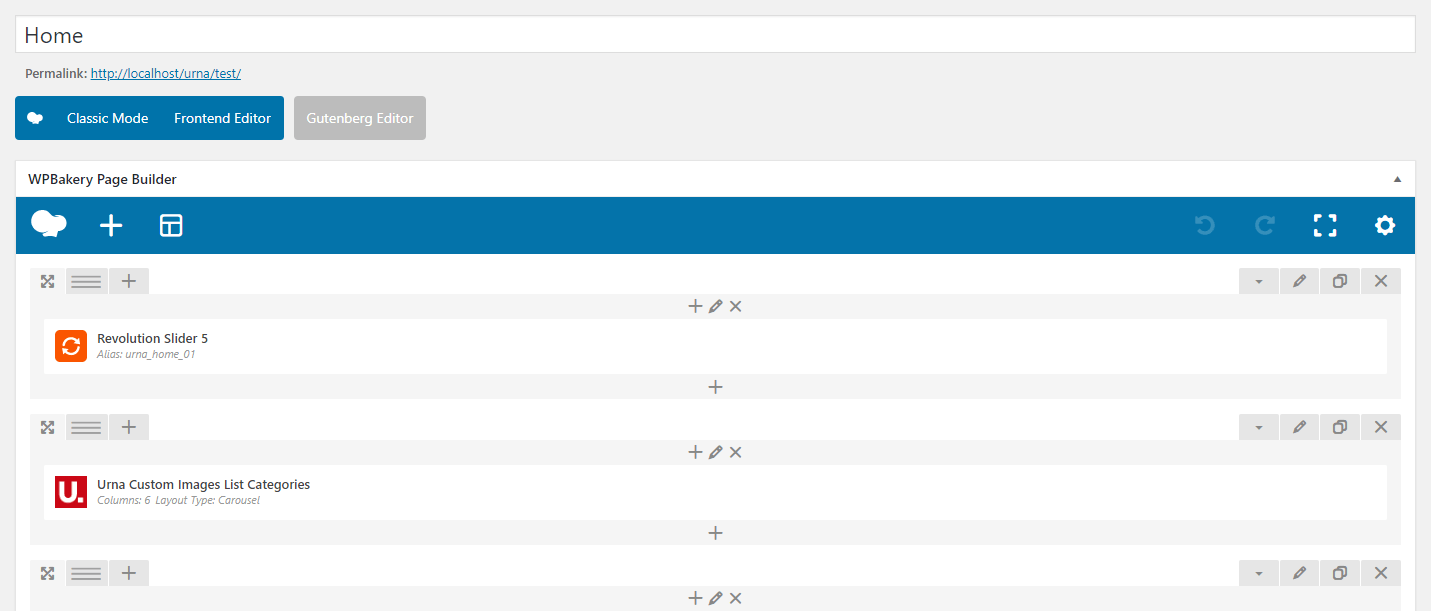 Home
Permalink: http://localhost/urna/test/
Classic Mode Frontend Editor Gutenberg Editor
WPBakery Page Builder
Revolution Slider 5
Alias: urna_home_01
U. Urna Custom Images List Categories
Columns: 6 Layout Type: Carousel